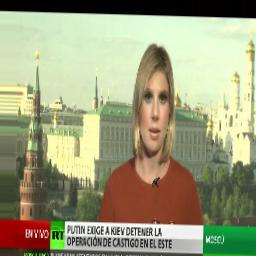 EN VIVO
RT
PUTIN EXIGE A KIEV DETENER LA
OPERACIÓN DE CASTIGO EN EL ESTE
MOSCÚ